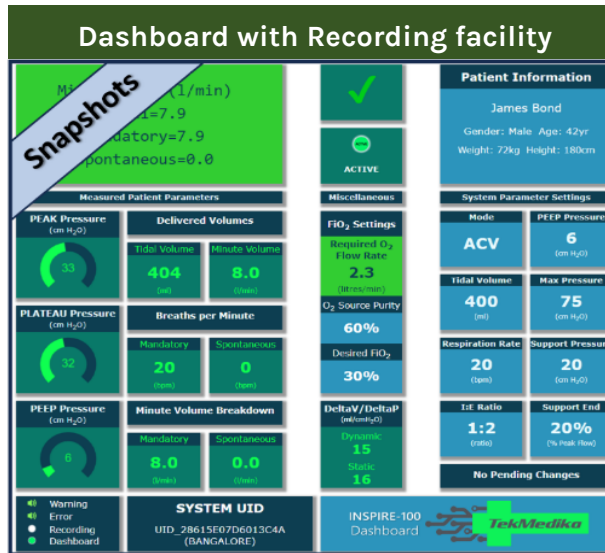 Dashboard with Recording facility
Snapshots
(l/min)
=7.9
datory=7.9
pontaneous=0.0
ACTIVE
Patient Information
James Bond
Gender: Male Age: 42yr
Weight: 72kg Height: 180cm
Measured Patient Parameters
Miscellaneous
System Parameter Settings
PEAK Pressure
(cm H2O)
33
Delivered Volumes
Tidal Volume
404
(ml)
Minute Volume
8.0
(l/min)
PLATEAU Pressure
(cm H2O)
32
Breaths per Minute
Mandatory
20
(bpm)
Spontaneous
0
(bpm)
PEEP Pressure
(cm H2O)
6
Minute Volume Breakdown
Mandatory
8.0
(l/min)
Spontaneous
0.0
(l/min)
FiO2 Settings
Required O2
Flow Rate
2.3
(litres/min)
O2 Source Purity
60%
Desired FiO2
30%
DeltaV/DeltaP
(ml/cmH2O)
Dynamic
15
Static
16
Mode
ACV
PEEP Pressure
6
(cm H2O)
Tidal Volume
400
(ml)
Max Pressure
75
(cm H2O)
Respiration Rate
20
(bpm)
Support Pressure
20
(cm H2O)
I:E Ratio
1:2
(ratio)
Support End
20%
(% Peak Flow)
No Pending Changes
Warning
Error
Recording
Dashboard
SYSTEM UID
UID_28615E07D6013C4A
(BANGALORE)
INSPIRE-100
Dashboard
TekMedika